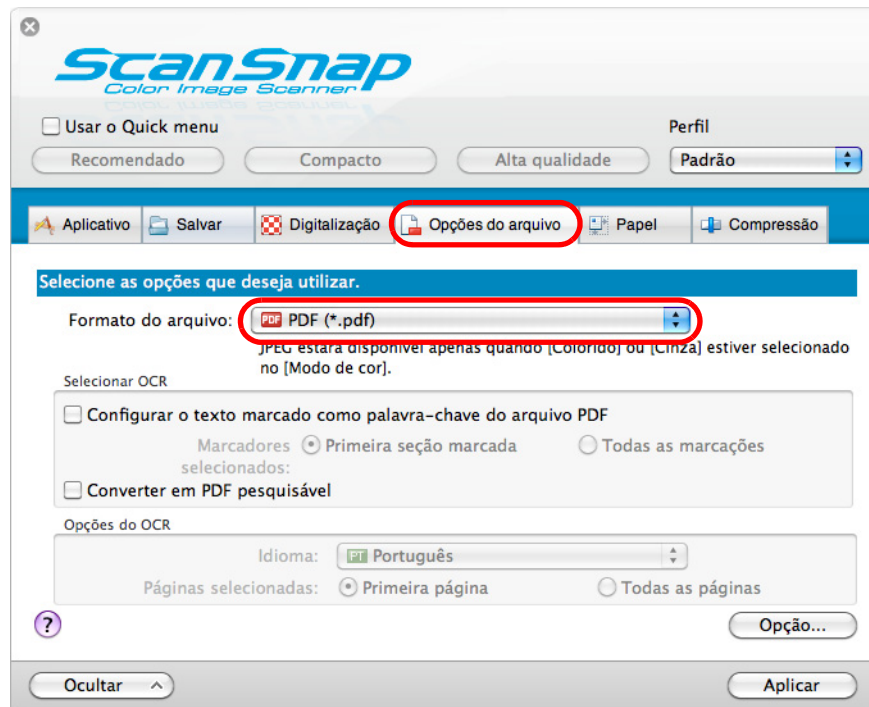 ScanSnap
Color Image Scanner
Usar o Quick menu
Perfil
Recomendado Compacto Alta qualidade Padrão
Aplicativo Salvar Digitalização Opções do arquivo Papel Compressão
Selecione as opções que deseja utilizar.
Formato do arquivo: PDF PDF (*.pdf)
JPEG estará disponível apenas quando [Colorido] ou [Cinza] estiver selecionado
no [Modo de cor].
Selecionar OCR
Configurar o texto marcado como palavra-chave do arquivo PDF
Marcadores Primeira seção marcada Todas as marcações
selecionados:
Converter em PDF pesquisável
Opções do OCR
Idioma: PT Português
Páginas selecionadas: Primeira página Todas as páginas
? Opção...
Ocultar Aplicar